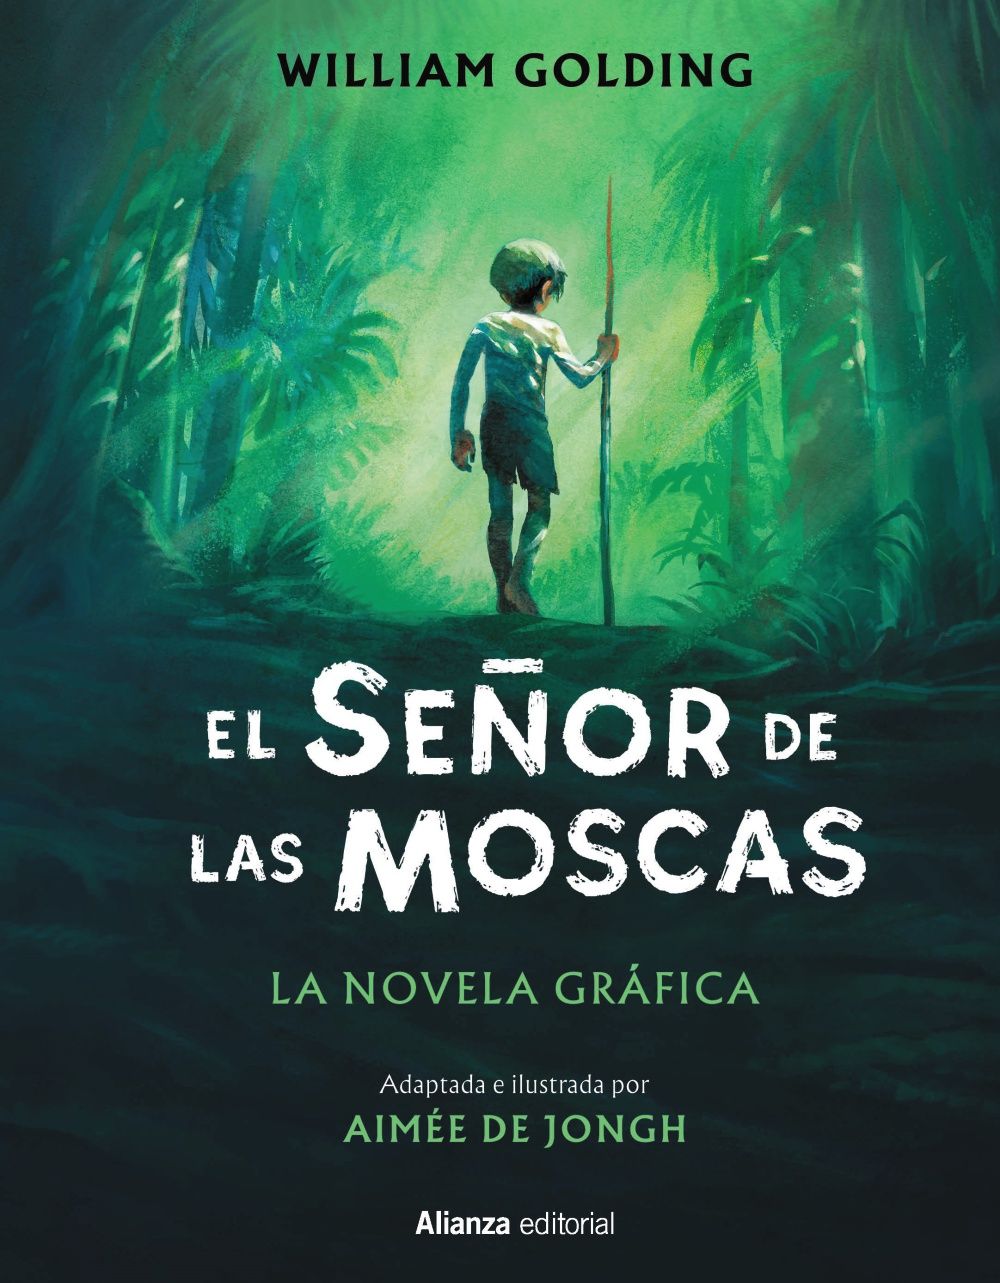 WILLIAM GOLDING
EL SEÑOR DE
LAS MOSCAS
LA NOVELA GRÁFICA
Adaptada e ilustrada por
AIMÉE DE JONGH
Alianza editorial